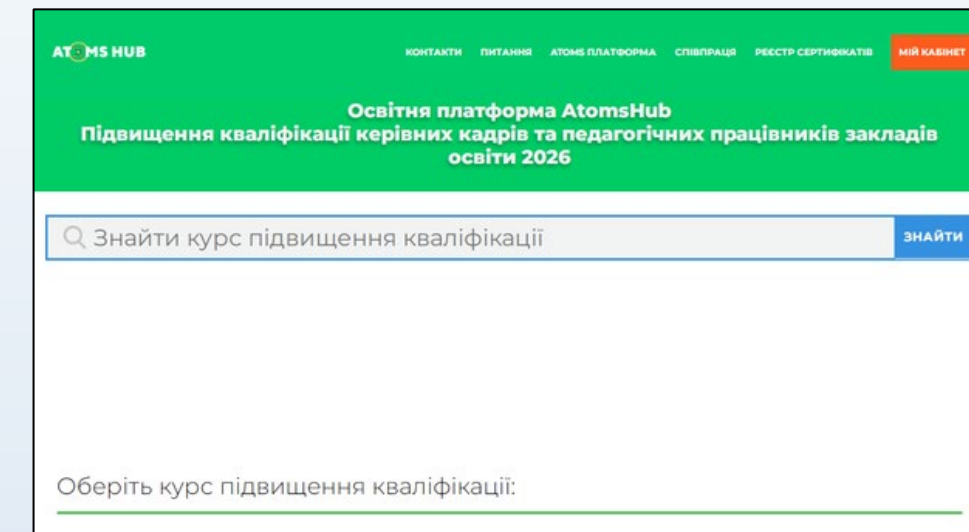 ATOMS HUB
КОНТАКТИ ПИТАННЯ ATOMS ПЛАТФОРМА СПІВПРАЦЯ РЕЄСТР СЕРТИФІКАТІВ МІЙ КАБІНЕТ
Освітня платформа AtomsHub
Підвищення кваліфікації керівних кадрів та педагогічних працівників закладів
освіти 2026
Знайти курс підвищення кваліфікації ЗНАЙТИ
Оберіть курс підвищення кваліфікації: